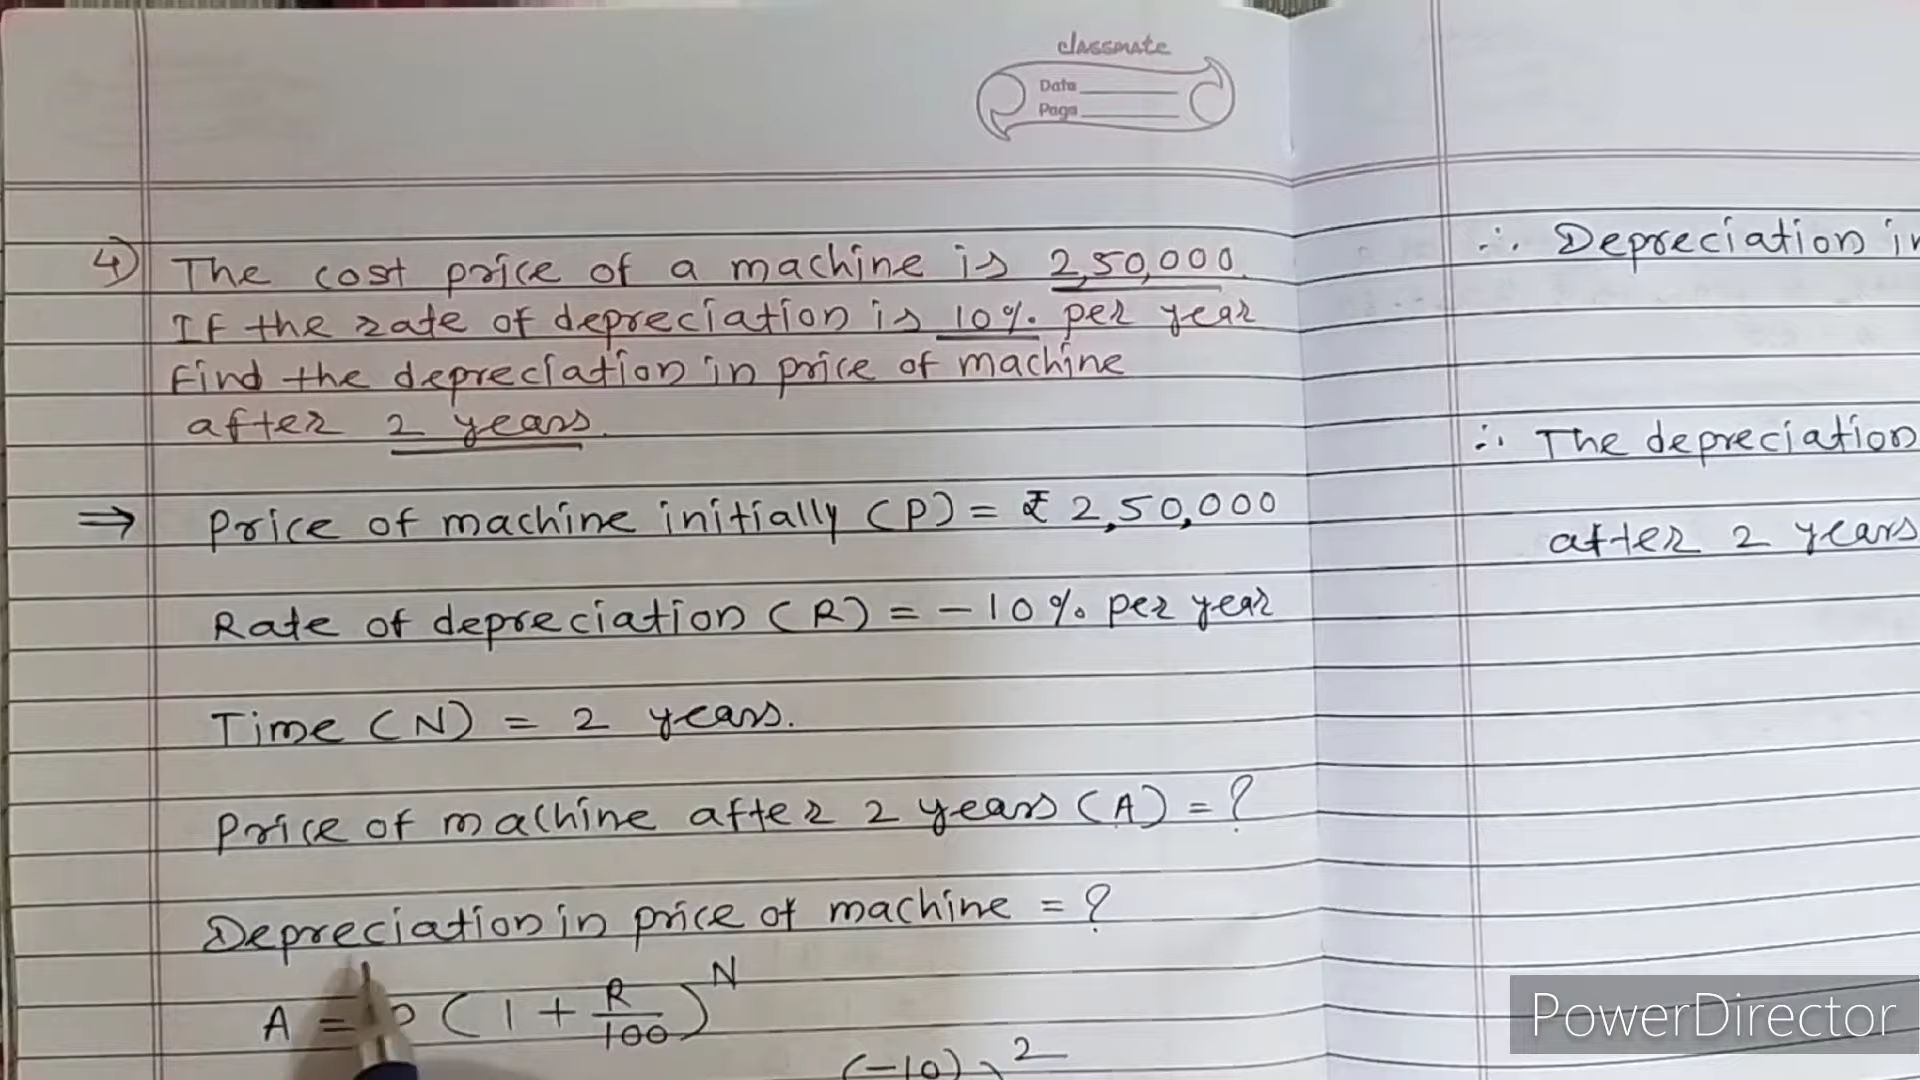 classmate
Date
Page
4) The cost price of a machine is 2,50,000.
If the rate of depreciation is 10% per year
Find the depreciation in price of machine
after 2 years.
⇒ Price of machine initially (P) = ₹ 2,50,000
Rate of depreciation (R) = -10% per year
Time (N) = 2 years.
Price of machine after 2 years (A) = ?
Depreciation in price of machine = ?
A = P (1 + R/100)^N
(-10) 2
∴ Depreciation in
∴ The depreciation
after 2 years
PowerDirector